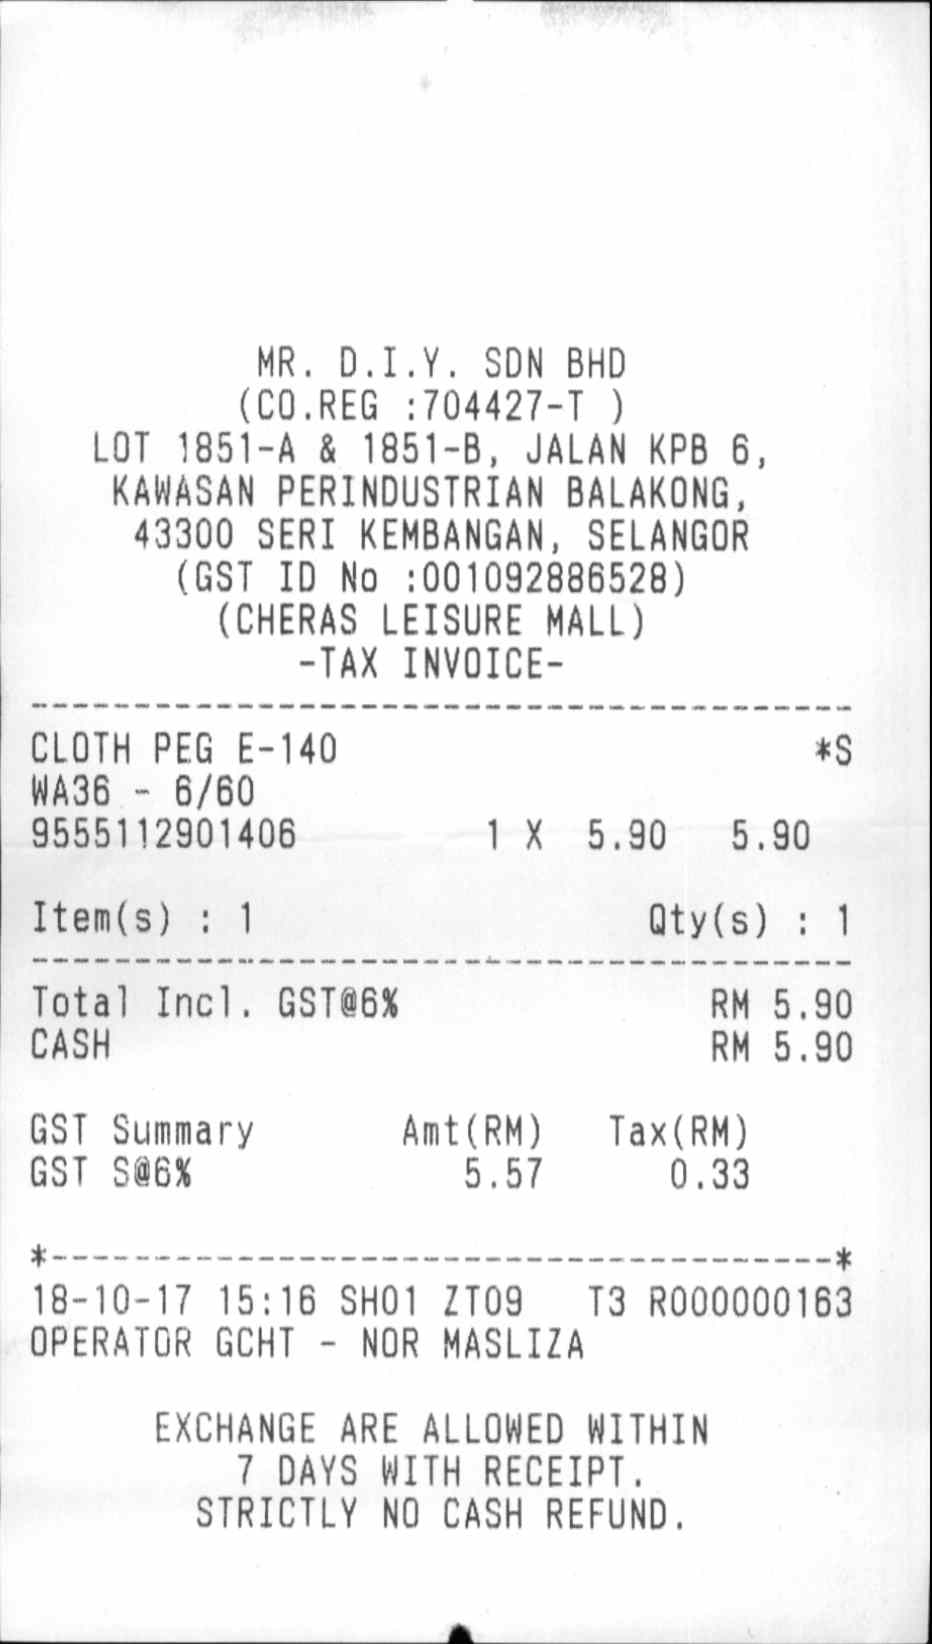 MR. D.I.Y. SDN BHD
(CO.REG :704427-T )
LOT 1851-A & 1851-B, JALAN KPB 6,
KAWASAN PERINDUSTRIAN BALAKONG,
43300 SERI KEMBANGAN, SELANGOR
(GST ID No :001092886528)
(CHERAS LEISURE MALL)
-TAX INVOICE-
CLOTH PEG E-140 *S
WA36 - 6/60
9555112901406 1 X 5.90 5.90
Item(s) : 1 Qty(s) : 1
Total Incl. GST@6% RM 5.90
CASH RM 5.90
GST Summary Amt(RM) Tax(RM)
GST S@6% 5.57 0.33
*--------------------------------------*
18-10-17 15:16 SH01 ZT09 T3 R000000163
OPERATOR GCHT - NOR MASLIZA
EXCHANGE ARE ALLOWED WITHIN
7 DAYS WITH RECEIPT.
STRICTLY NO CASH REFUND.